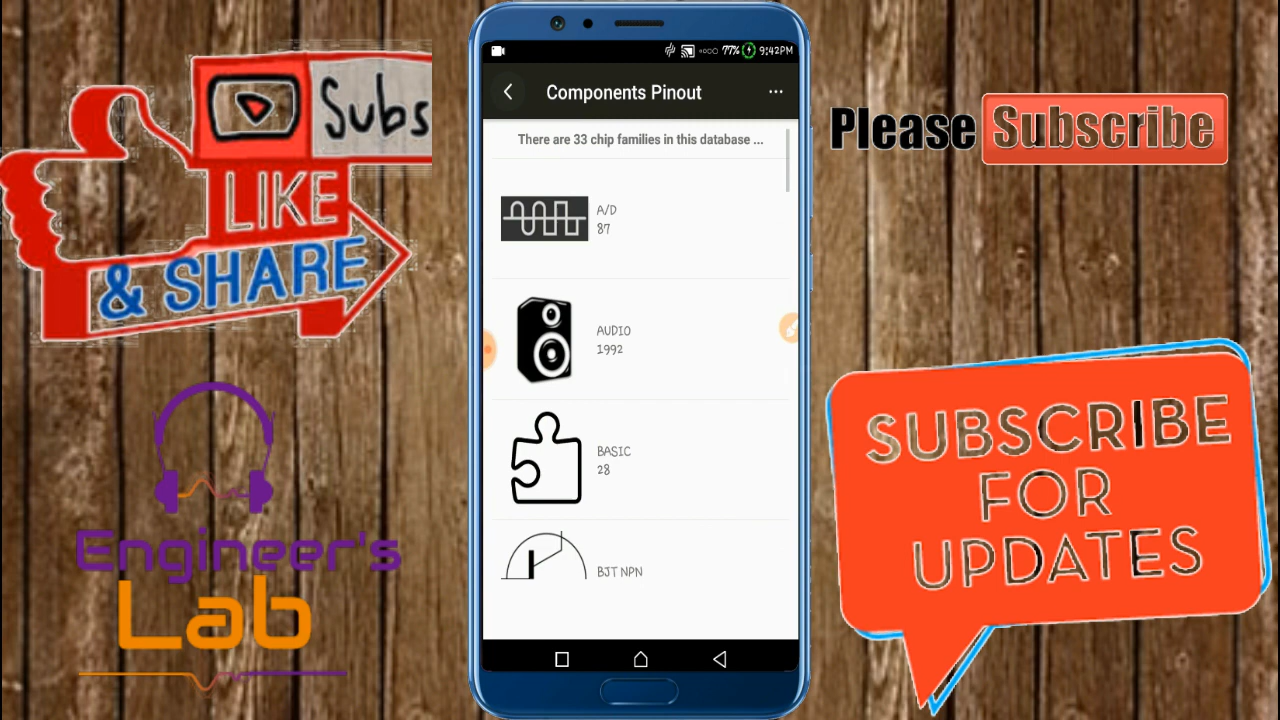 Subs
LIKE
& SHARE
Engineer's
Lab
77% 9:42PM
Components Pinout
There are 33 chip families in this database ...
A/D
87
AUDIO
1992
BASIC
28
BJT NPN
Please Subscribe
SUBSCRIBE
FOR
UPDATES